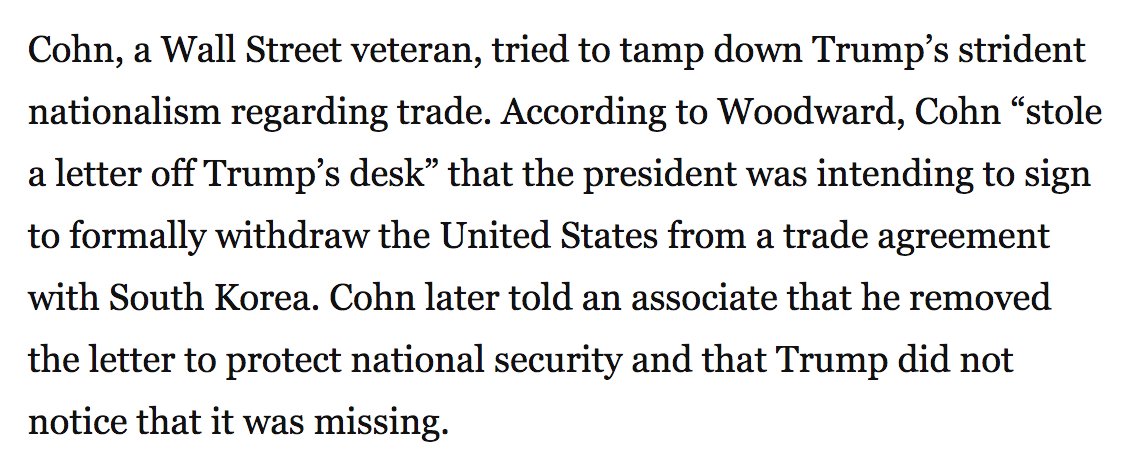 Cohn, a Wall Street veteran, tried to tamp down Trump’s strident
nationalism regarding trade. According to Woodward, Cohn “stole
a letter off Trump’s desk” that the president was intending to sign
to formally withdraw the United States from a trade agreement
with South Korea. Cohn later told an associate that he removed
the letter to protect national security and that Trump did not
notice that it was missing.